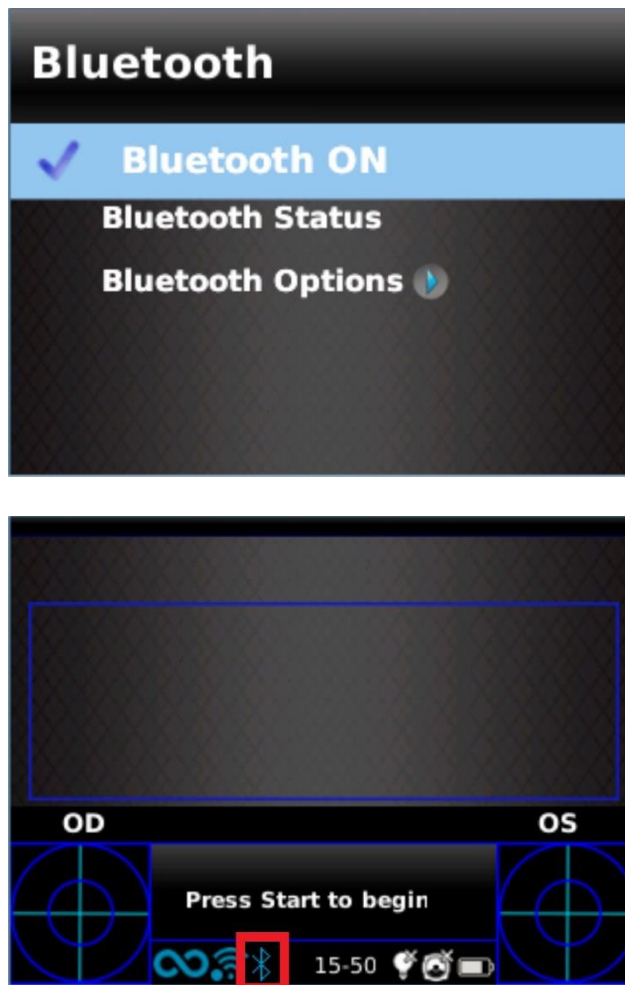 Bluetooth
Bluetooth ON
Bluetooth Status
Bluetooth Options
OD
OS
Press Start to begin
15-50